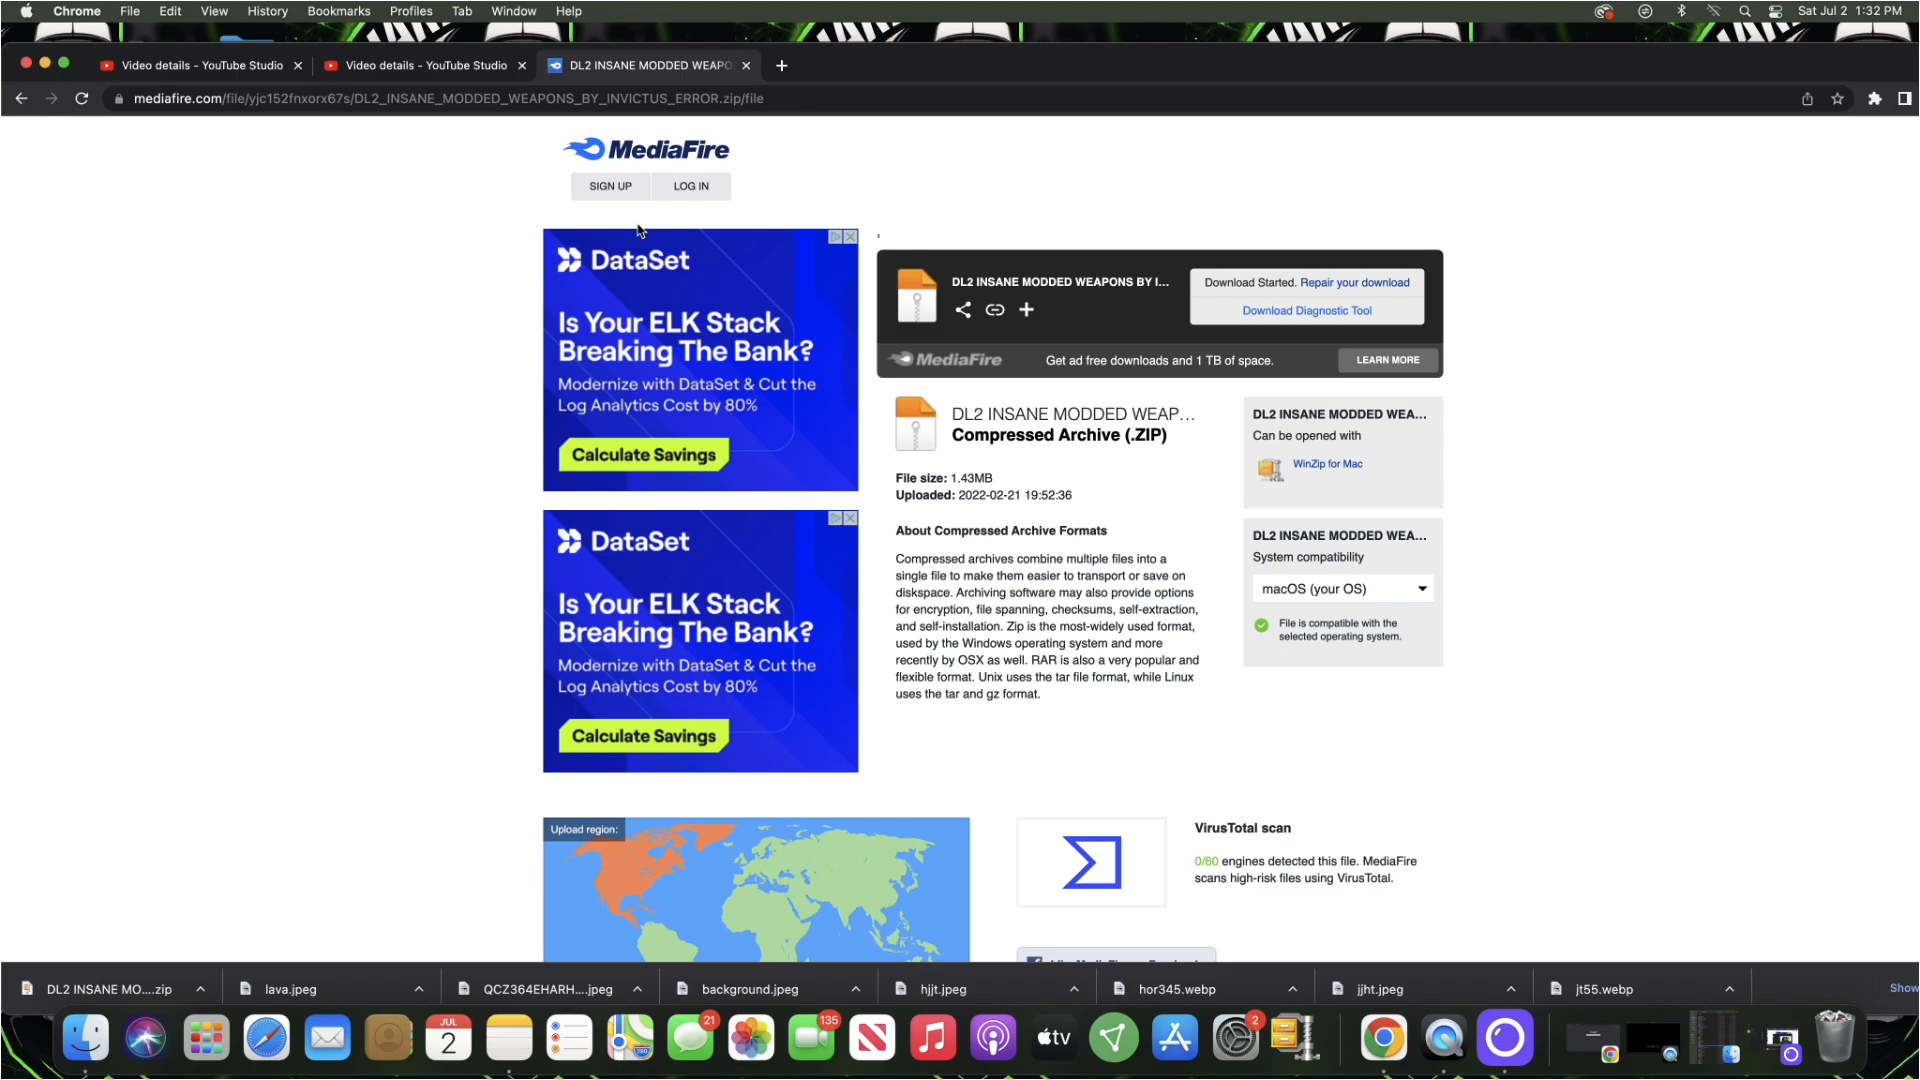 Chrome File Edit View History Bookmarks Profiles Tab Window Help Sat Jul 2 1:32 PM
Video details - YouTube Studio
Video details - YouTube Studio
DL2 INSANE MODDED WEAPO
mediafire.com/file/yjc152fnxorx67s/DL2_INSANE_MODDED_WEAPONS_BY_INVICTUS_ERROR.zip/file
MediaFire
SIGN UP
LOG IN
DataSet
Is Your ELK Stack
Breaking The Bank?
Modernize with DataSet & Cut the
Log Analytics Cost by 80%
Calculate Savings
DL2 INSANE MODDED WEAPONS BY I...
Download Started. Repair your download
Download Diagnostic Tool
MediaFire
Get ad free downloads and 1 TB of space.
LEARN MORE
DL2 INSANE MODDED WEAP...
Compressed Archive (.ZIP)
File size: 1.43MB
Uploaded: 2022-02-21 19:52:36
About Compressed Archive Formats
Compressed archives combine multiple files into a
single file to make them easier to transport or save on
diskspace. Archiving software may also provide options
for encryption, file spanning, checksums, self-extraction,
and self-installation. Zip is the most-widely used format,
used by the Windows operating system and more
recently by OSX as well. RAR is also a very popular and
flexible format. Unix uses the tar file format, while Linux
uses the tar and gz format.
DL2 INSANE MODDED WEA...
Can be opened with
WinZip for Mac
DL2 INSANE MODDED WEA...
System compatibility
macOS (your OS)
File is compatible with the
selected operating system.
DataSet
Is Your ELK Stack
Breaking The Bank?
Modernize with DataSet & Cut the
Log Analytics Cost by 80%
Calculate Savings
Upload region:
VirusTotal scan
0/60 engines detected this file. MediaFire
scans high-risk files using VirusTotal.
DL2 INSANE MO....zip
lava.jpeg
QCZ364EHARH....jpeg
background.jpeg
hjjt.jpeg
hor345.webp
jjht.jpeg
jt55.webp
Show
JUL
2
21
135
tv
2